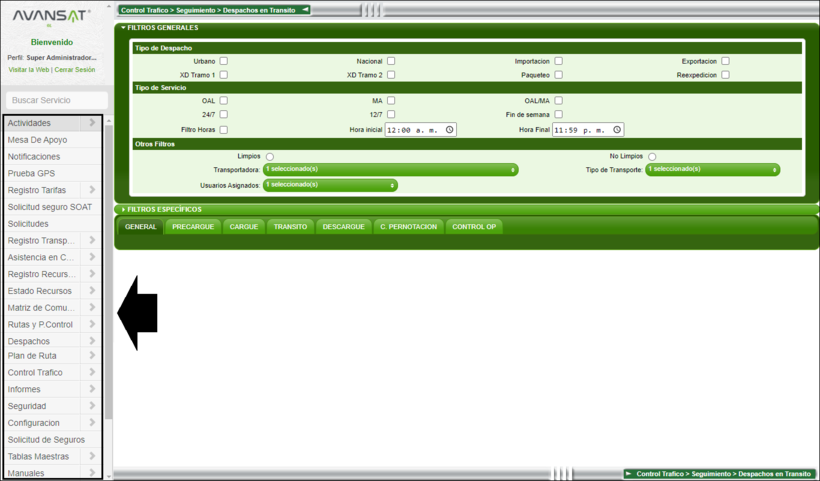 AVANSAT
Bienvenido
Perfil: Super Administrador...
Visitar la Web | Cerrar Sesión
Buscar Servicio
Actividades
Mesa De Apoyo
Notificaciones
Prueba GPS
Registro Tarifas
Solicitud seguro SOAT
Solicitudes
Registro Transp...
Asistencia en C...
Registro Recurs...
Estado Recursos
Matriz de Comu...
Rutas y P.Control
Despachos
Plan de Ruta
Control Trafico
Informes
Seguridad
Configuracion
Solicitud de Seguros
Tablas Maestras
Manuales
Control Trafico > Seguimiento > Despachos en Transito
FILTROS GENERALES
Tipo de Despacho
Urbano Nacional Importacion Exportacion
XD Tramo 1 XD Tramo 2 Paqueteo Reexpedicion
Tipo de Servicio
OAL MA OAL/MA
24/7 12/7 Fin de semana
Filtro Horas Hora inicial 12:00 a. m. Hora Final 11:59 p. m.
Otros Filtros
Limpios No Limpios
Transportadora: 1 seleccionado(s) Tipo de Transporte: 1 seleccionado(s)
Usuarios Asignados: 1 seleccionado(s)
FILTROS ESPECÍFICOS
GENERAL PRECARGUE CARGUE TRANSITO DESCARGUE C. PERNOTACION CONTROL OP
Control Trafico > Seguimiento > Despachos en Transito